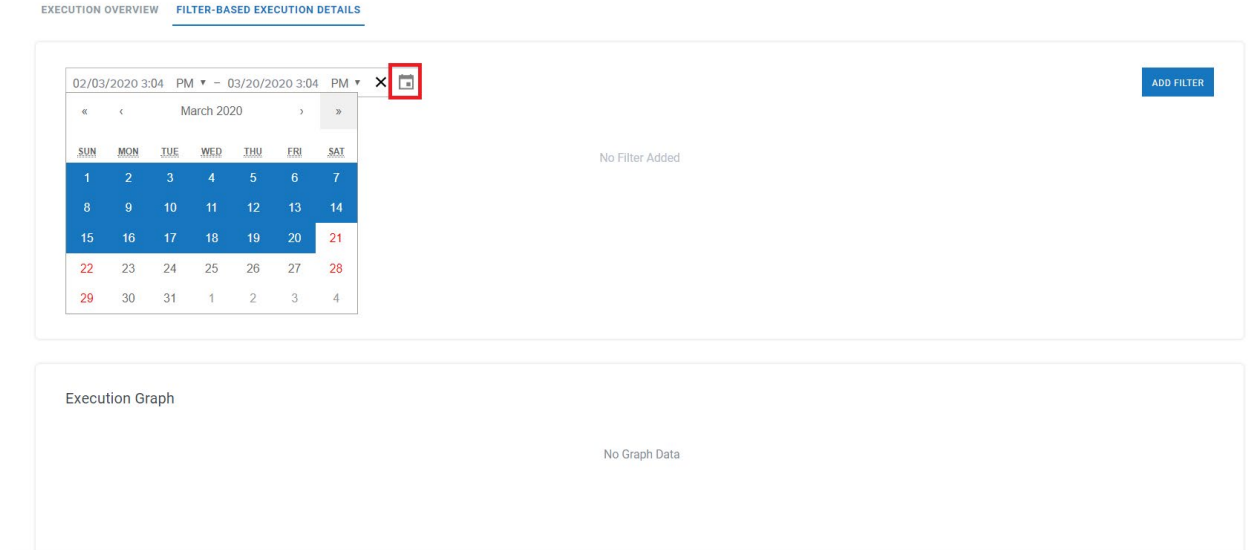 EXECUTION OVERVIEW FILTER-BASED EXECUTION DETAILS
02/03/2020 3:04 PM ▾ – 03/20/2020 3:04 PM ▾ ✕
ADD FILTER
« ‹ March 2020 › »
SUN MON TUE WED THU FRI SAT
1 2 3 4 5 6 7
8 9 10 11 12 13 14
15 16 17 18 19 20 21
22 23 24 25 26 27 28
29 30 31 1 2 3 4
No Filter Added
Execution Graph
No Graph Data